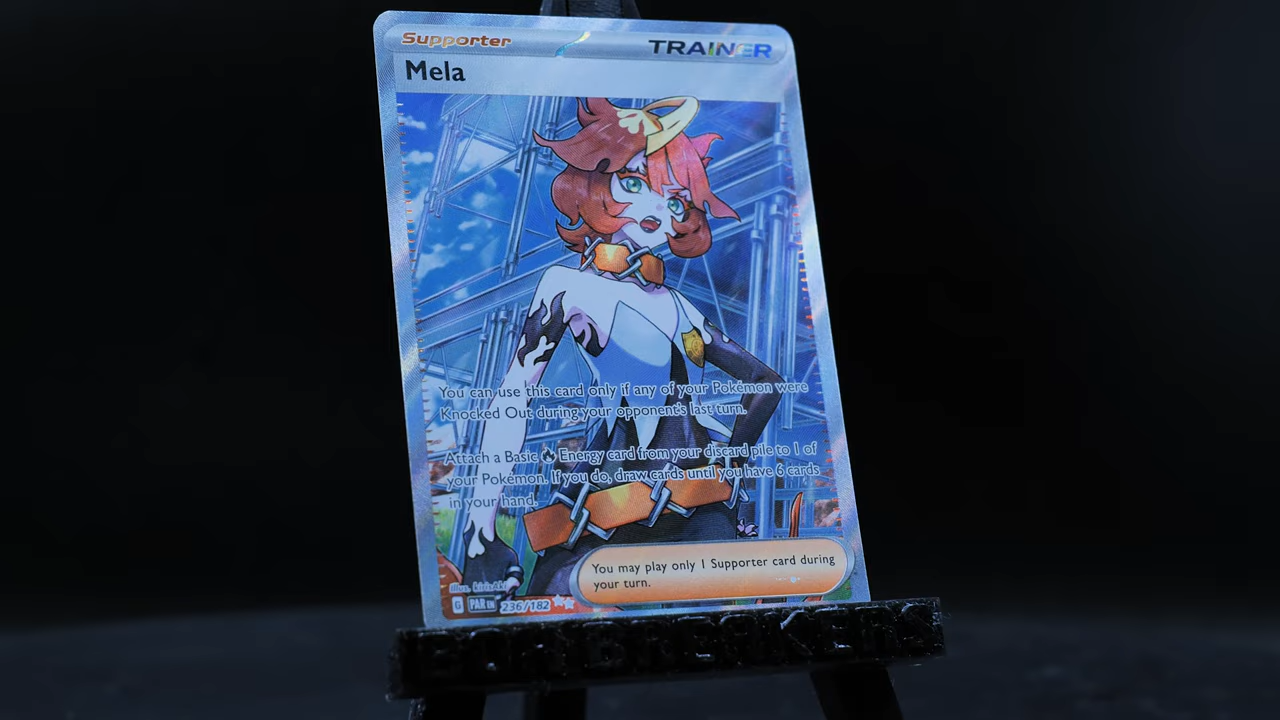 Supporter
TRAINER
Mela
You can use this card only if any of your Pokémon were
Knocked Out during your opponent's last turn.
Attach a Basic Energy card from your discard pile to 1 of
your Pokémon. If you do, draw cards until you have 6 cards
in your hand.
You may play only 1 Supporter card during
your turn.
Illus. kirisAki
G PAR EN 236/182